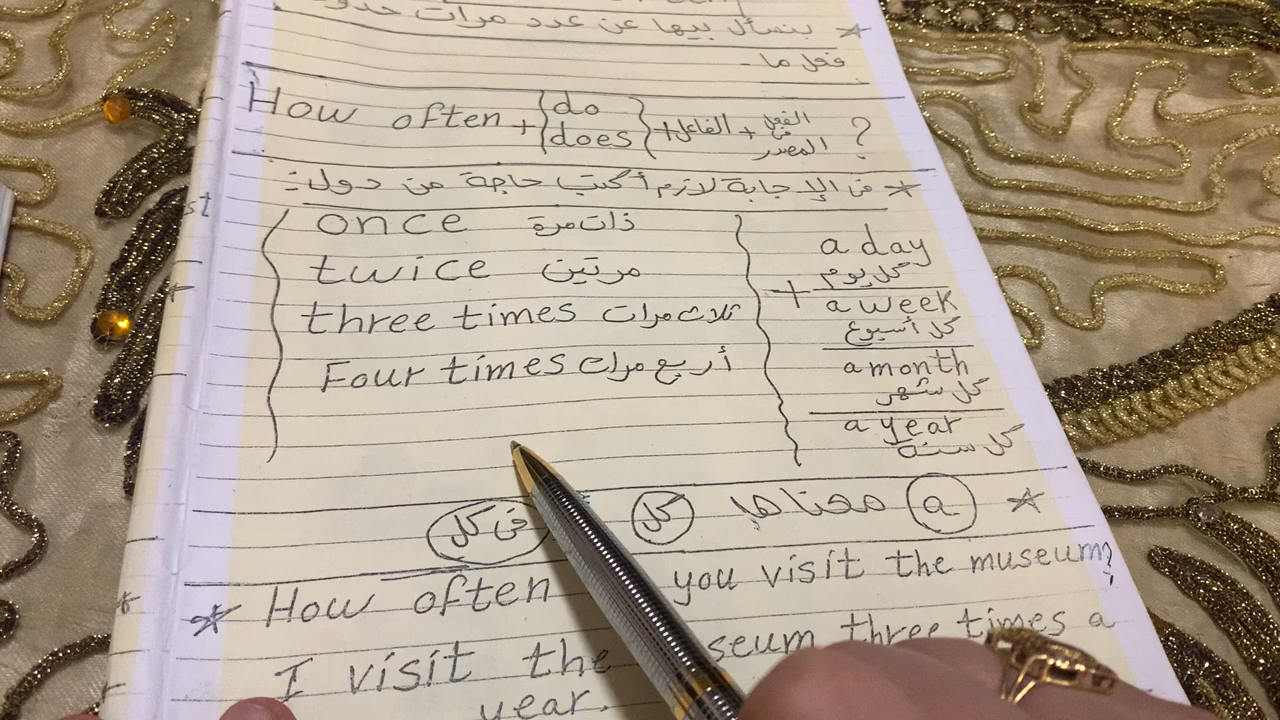 * بنسأل بيها عن عدد مرات
فعل ما .
How often + { do does } + الفاعل + الفعل من المصدر ?
* فى الإجابة لازم أكتب حاجة من دول :
once ذات مرة
twice مرتين
three times ثلاث مرات
Four times أربع مرات
+
a day
كل يوم
a week
كل أسبوع
a month
كل شهر
a year
كل سنة
* a معناها كل فى كل
* How often you visit the museum?
I visit the three times a
year.